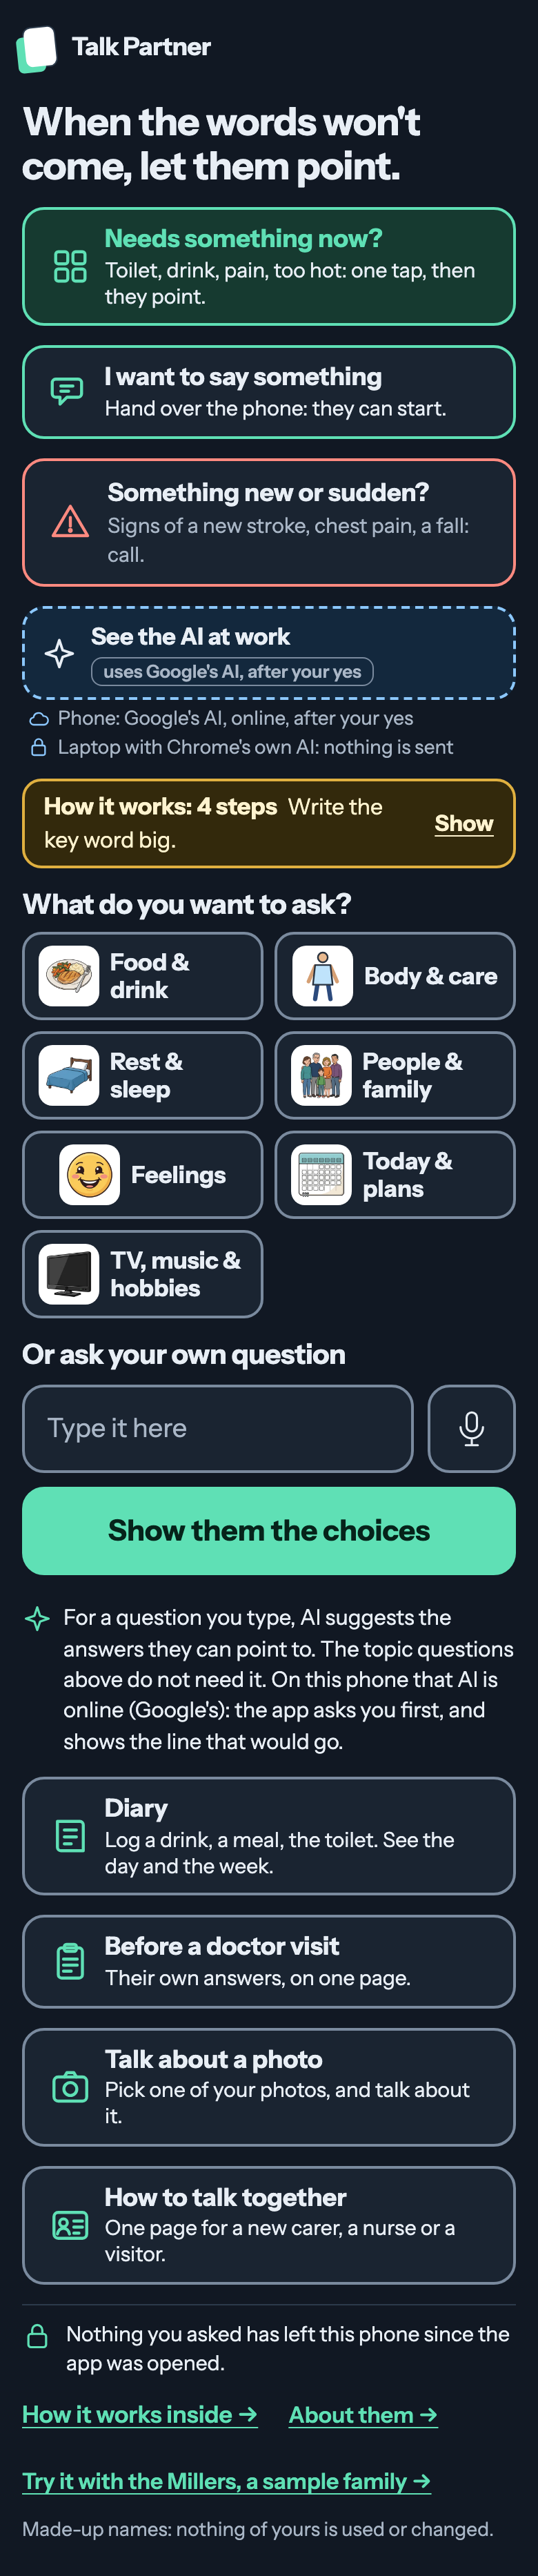 Talk Partner
When the words won't
come, let them point.
Needs something now?
Toilet, drink, pain, too hot: one tap, then
they point.
I want to say something
Hand over the phone: they can start.
Something new or sudden?
Signs of a new stroke, chest pain, a fall:
call.
See the AI at work
uses Google's AI, after your yes
Phone: Google's AI, online, after your yes
Laptop with Chrome's own AI: nothing is sent
How it works: 4 steps Write the
key word big.
Show
What do you want to ask?
Food &
drink
Body & care
Rest &
sleep
People &
family
Feelings
Today &
plans
TV, music &
hobbies
Or ask your own question
Type it here
Show them the choices
For a question you type, AI suggests the
answers they can point to. The topic questions
above do not need it. On this phone that AI is
online (Google's): the app asks you first, and
shows the line that would go.
Diary
Log a drink, a meal, the toilet. See the
day and the week.
Before a doctor visit
Their own answers, on one page.
Talk about a photo
Pick one of your photos, and talk about
it.
How to talk together
One page for a new carer, a nurse or a
visitor.
Nothing you asked has left this phone since the
app was opened.
How it works inside →
About them →
Try it with the Millers, a sample family →
Made-up names: nothing of yours is used or changed.